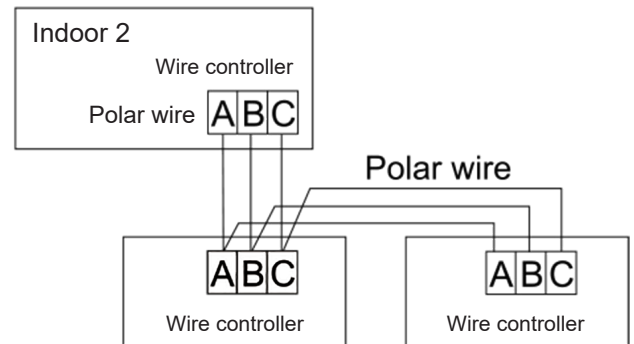 Indoor 2
Wire controller
Polar wire A B C
Polar wire
A B C A B C
Wire controller Wire controller